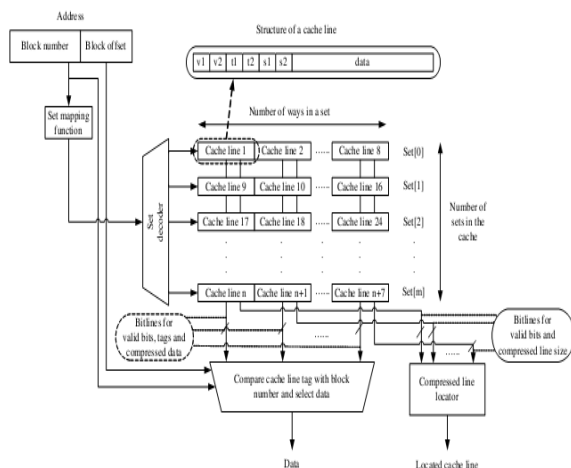 Address
Block number Block offset
Structure of a cache line
v1 v2 t1 t2 s1 s2 data
Set mapping
function
Number of ways in a set
Set
decoder
Cache line 1 Cache line 2 ...... Cache line 8 Set[0]
Cache line 9 Cache line 10 ...... Cache line 16 Set[1]
Cache line 17 Cache line 18 ...... Cache line 24 Set[2]
Number of
sets in the
cache
Cache line n Cache line n+1 ...... Cache line n+7 Set[m]
Bitlines for
valid bits, tags and
compressed data
......
Bitlines for
valid bits and
compressed line size
......
Compare cache line tag with block
number and select data
Compressed line
locator
Data
Located cache line